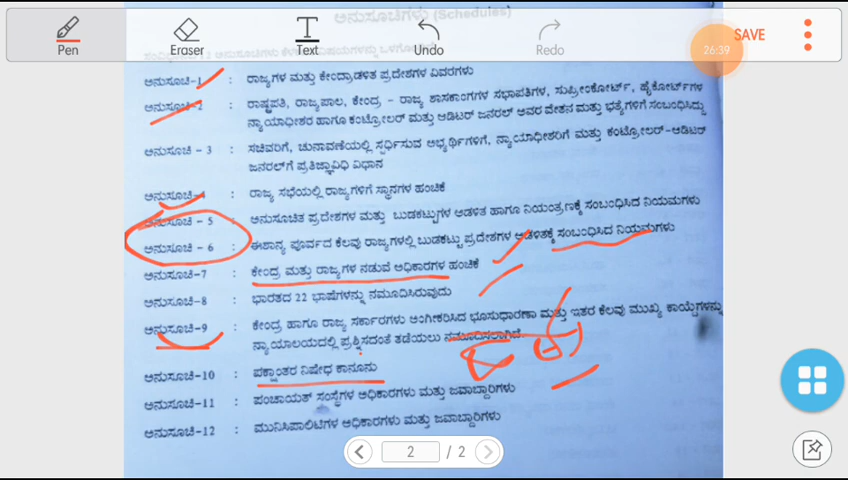 ಅನುಸೂಚಿಗಳು (Schedules)
Pen
Eraser
Text
Undo
Redo
26:39
SAVE
ಅನುಸೂಚಿ-1 : ರಾಜ್ಯಗಳ ಮತ್ತು ಕೇಂದ್ರಾಡಳಿತ ಪ್ರದೇಶಗಳ ವಿವರಗಳು
ಅನುಸೂಚಿ-2 : ರಾಷ್ಟ್ರಪತಿ, ರಾಜ್ಯಪಾಲ, ಕೇಂದ್ರ – ರಾಜ್ಯ ಶಾಸಕಾಂಗಗಳ ಸಭಾಪತಿಗಳ, ಸುಪ್ರೀಂಕೋರ್ಟ್, ಹೈಕೋರ್ಟ್‌ಗಳ
ನ್ಯಾಯಾಧೀಶರ ಹಾಗೂ ಕಂಟ್ರೋಲರ್ ಮತ್ತು ಆಡಿಟರ್ ಜನರಲ್ ಅವರ ವೇತನ ಮತ್ತು ಭತ್ಯೆಗಳಿಗೆ ಸಂಬಂಧಿಸಿದ್ದು
ಅನುಸೂಚಿ – 3 : ಸಚಿವರಿಗೆ, ಚುನಾವಣೆಯಲ್ಲಿ ಸ್ಪರ್ಧಿಸುವ ಅಭ್ಯರ್ಥಿಗಳಿಗೆ, ನ್ಯಾಯಾಧೀಶರಿಗೆ ಮತ್ತು ಕಂಟ್ರೋಲರ್-ಆಡಿಟರ್
ಜನರಲ್‌ಗೆ ಪ್ರತಿಜ್ಞಾವಿಧಿ ವಿಧಾನ
ಅನುಸೂಚಿ-4 : ರಾಜ್ಯ ಸಭೆಯಲ್ಲಿ ರಾಜ್ಯಗಳಿಗೆ ಸ್ಥಾನಗಳ ಹಂಚಿಕೆ
ಅನುಸೂಚಿ – 5 : ಅನುಸೂಚಿತ ಪ್ರದೇಶಗಳ ಮತ್ತು ಬುಡಕಟ್ಟುಗಳ ಆಡಳಿತ ಹಾಗೂ ನಿಯಂತ್ರಣಕ್ಕೆ ಸಂಬಂಧಿಸಿದ ನಿಯಮಗಳು
ಅನುಸೂಚಿ – 6 : ಈಶಾನ್ಯ ಪೂರ್ವದ ಕೆಲವು ರಾಜ್ಯಗಳಲ್ಲಿ ಬುಡಕಟ್ಟು ಪ್ರದೇಶಗಳ ಆಡಳಿತಕ್ಕೆ ಸಂಬಂಧಿಸಿದ ನಿಯಮಗಳು
ಅನುಸೂಚಿ-7 : ಕೇಂದ್ರ ಮತ್ತು ರಾಜ್ಯಗಳ ನಡುವೆ ಅಧಿಕಾರಗಳ ಹಂಚಿಕೆ
ಅನುಸೂಚಿ-8 : ಭಾರತದ 22 ಭಾಷೆಗಳನ್ನು ನಮೂದಿಸಿರುವುದು
ಅನುಸೂಚಿ-9 : ಕೇಂದ್ರ ಹಾಗೂ ರಾಜ್ಯ ಸರ್ಕಾರಗಳು ಅಂಗೀಕರಿಸಿದ ಭೂಸುಧಾರಣಾ ಮತ್ತು ಇತರ ಕೆಲವು ಮುಖ್ಯ ಕಾಯ್ದೆಗಳನ್ನು
ನ್ಯಾಯಾಲಯದಲ್ಲಿ ಪ್ರಶ್ನಿಸದಂತೆ ತಡೆಯಲು ನಮೂದಿಸಲಾಗಿದೆ.
ಅನುಸೂಚಿ-10 : ಪಕ್ಷಾಂತರ ನಿಷೇಧ ಕಾನೂನು
ಅನುಸೂಚಿ-11 : ಪಂಚಾಯತ್ ಸಂಸ್ಥೆಗಳ ಅಧಿಕಾರಗಳು ಮತ್ತು ಜವಾಬ್ದಾರಿಗಳು
ಅನುಸೂಚಿ-12 : ಮುನಿಸಿಪಾಲಿಟಿಗಳ ಅಧಿಕಾರಗಳು ಮತ್ತು ಜವಾಬ್ದಾರಿಗಳು
2 / 2